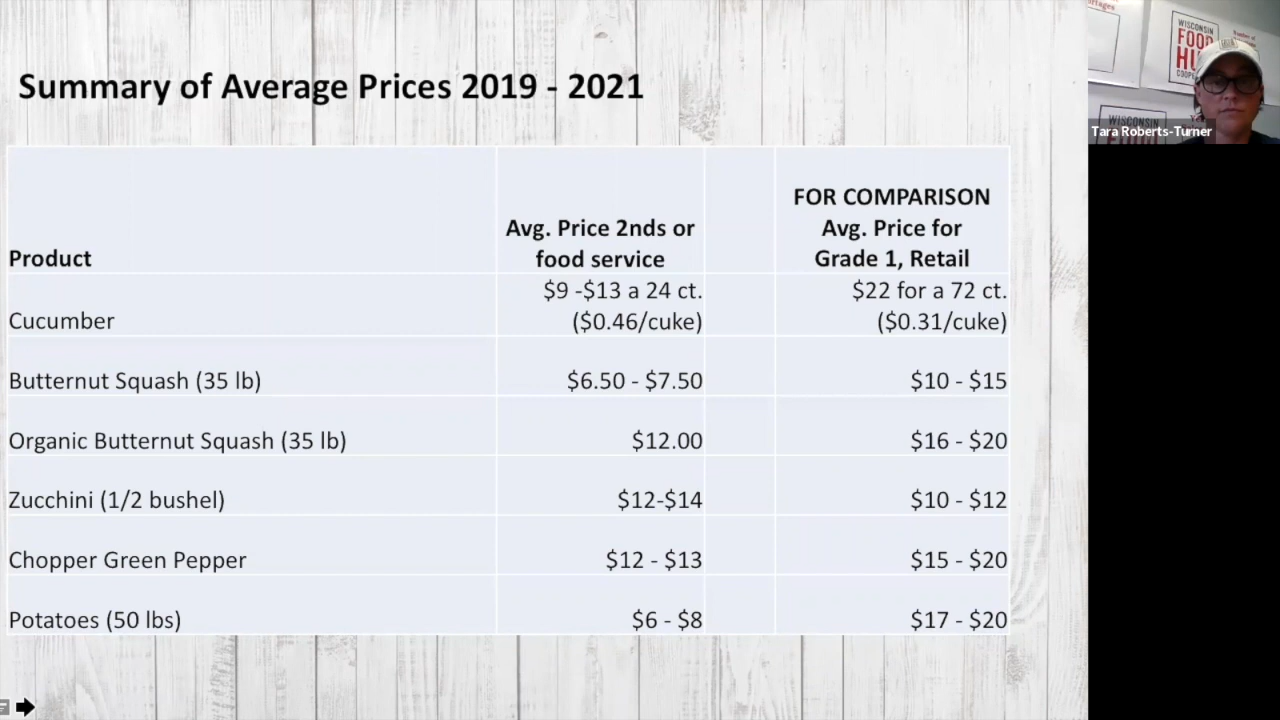 Summary of Average Prices 2019 - 2021
Product
Avg. Price 2nds or
food service
FOR COMPARISON
Avg. Price for
Grade 1, Retail
Cucumber
$9 -$13 a 24 ct.
($0.46/cuke)
$22 for a 72 ct.
($0.31/cuke)
Butternut Squash (35 lb) $6.50 - $7.50 $10 - $15
Organic Butternut Squash (35 lb) $12.00 $16 - $20
Zucchini (1/2 bushel) $12-$14 $10 - $12
Chopper Green Pepper $12 - $13 $15 - $20
Potatoes (50 lbs) $6 - $8 $17 - $20
WISCONSIN
FOOD
WISCONSIN
Tara Roberts-Turner